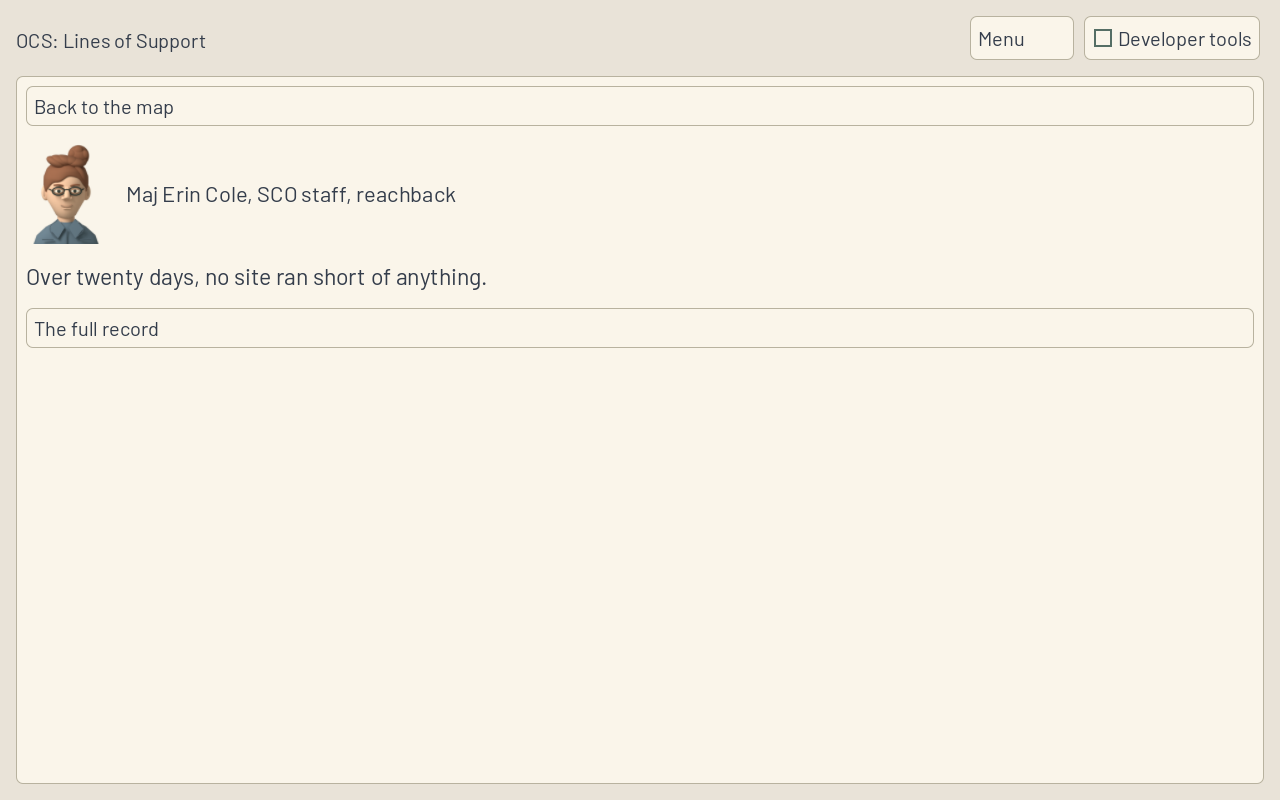 OCS: Lines of Support
Menu
Developer tools
Back to the map
Maj Erin Cole, SCO staff, reachback
Over twenty days, no site ran short of anything.
The full record